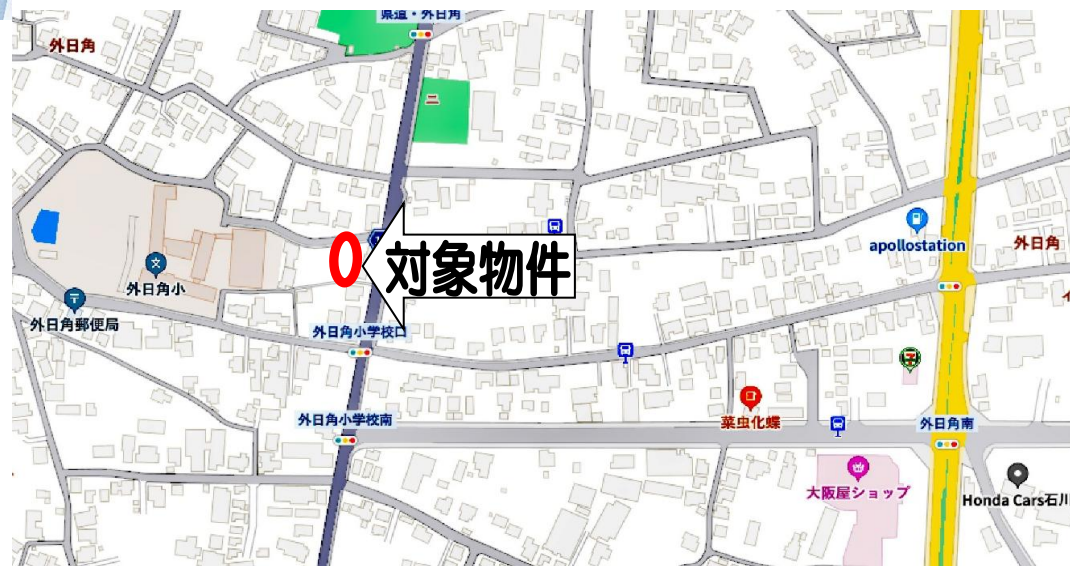 県道・外日角
外日角
対象物件
apollostation
外日角
外日角小
外日角郵便局
外日角小学校口
外日角小学校南
菜虫化蝶
外日角南
大阪屋ショップ
Honda Cars石川